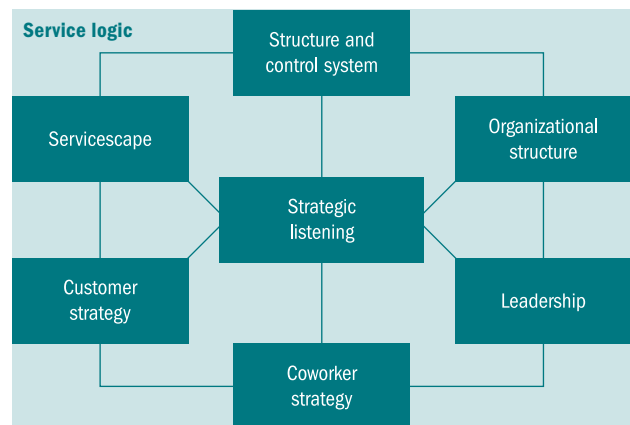 Service logic
Structure and
control system
Servicescape
Organizational
structure
Strategic
listening
Customer
strategy
Leadership
Coworker
strategy